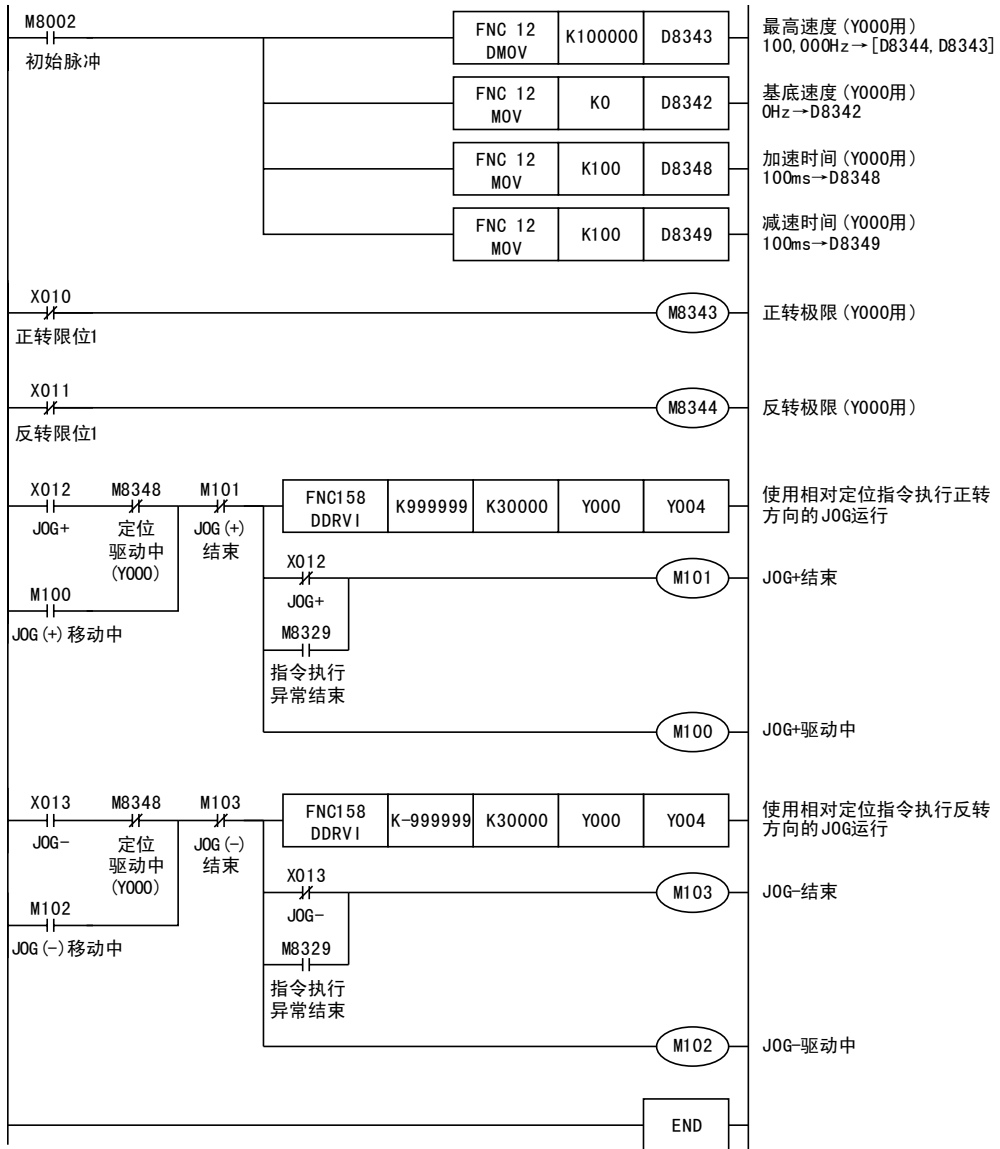 M8002
初始脉冲
FNC 12
DMOV
K100000
D8343
最高速度(Y000用)
100,000Hz→[D8344,D8343]
FNC 12
MOV
K0
D8342
基底速度(Y000用)
0Hz→D8342
FNC 12
MOV
K100
D8348
加速时间(Y000用)
100ms→D8348
FNC 12
MOV
K100
D8349
减速时间(Y000用)
100ms→D8349
X010
正转限位1
M8343
正转极限(Y000用)
X011
反转限位1
M8344
反转极限(Y000用)
X012
JOG+
M8348
定位
驱动中
(Y000)
M101
JOG(+)
结束
FNC158
DDRVI
K999999
K30000
Y000
Y004
使用相对定位指令执行正转
方向的JOG运行
X012
JOG+
M101
JOG+结束
M100
JOG(+)移动中
M8329
指令执行
异常结束
M100
JOG+驱动中
X013
JOG-
M8348
定位
驱动中
(Y000)
M103
JOG(-)
结束
FNC158
DDRVI
K-999999
K30000
Y000
Y004
使用相对定位指令执行反转
方向的JOG运行
X013
JOG-
M103
JOG-结束
M102
JOG(-)移动中
M8329
指令执行
异常结束
M102
JOG-驱动中
END